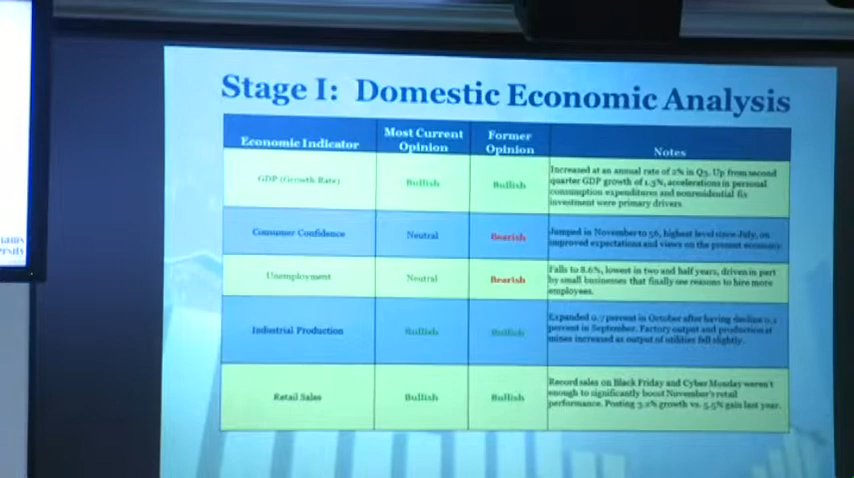 Stage I: Domestic Economic Analysis
Economic Indicator
Most Current
Opinion
Former
Opinion
Notes
GDP (Growth Rate)
Bullish
Bullish
Increased at an annual rate of 2% in Q3. Up from second
quarter GDP growth of 1.3%, accelerations in personal
consumption expenditures and nonresidential fix
investment were primary drivers.
Consumer Confidence
Neutral
Bearish
Jumped in November to 56, highest level since July, on
improved expectations and views on the present economy.
Unemployment
Neutral
Bearish
Falls to 8.6%, lowest in two and half years, driven in part
by small businesses that finally see reasons to hire more
employees.
Industrial Production
Bullish
Bullish
Expanded 0.7 percent in October after having decline 0.1
percent in September. Factory output and production at
mines increased as output of utilities fell slightly.
Retail Sales
Bullish
Bullish
Record sales on Black Friday and Cyber Monday weren't
enough to significantly boost November's retail
performance. Posting 3.2% growth vs. 5.5% gain last year.